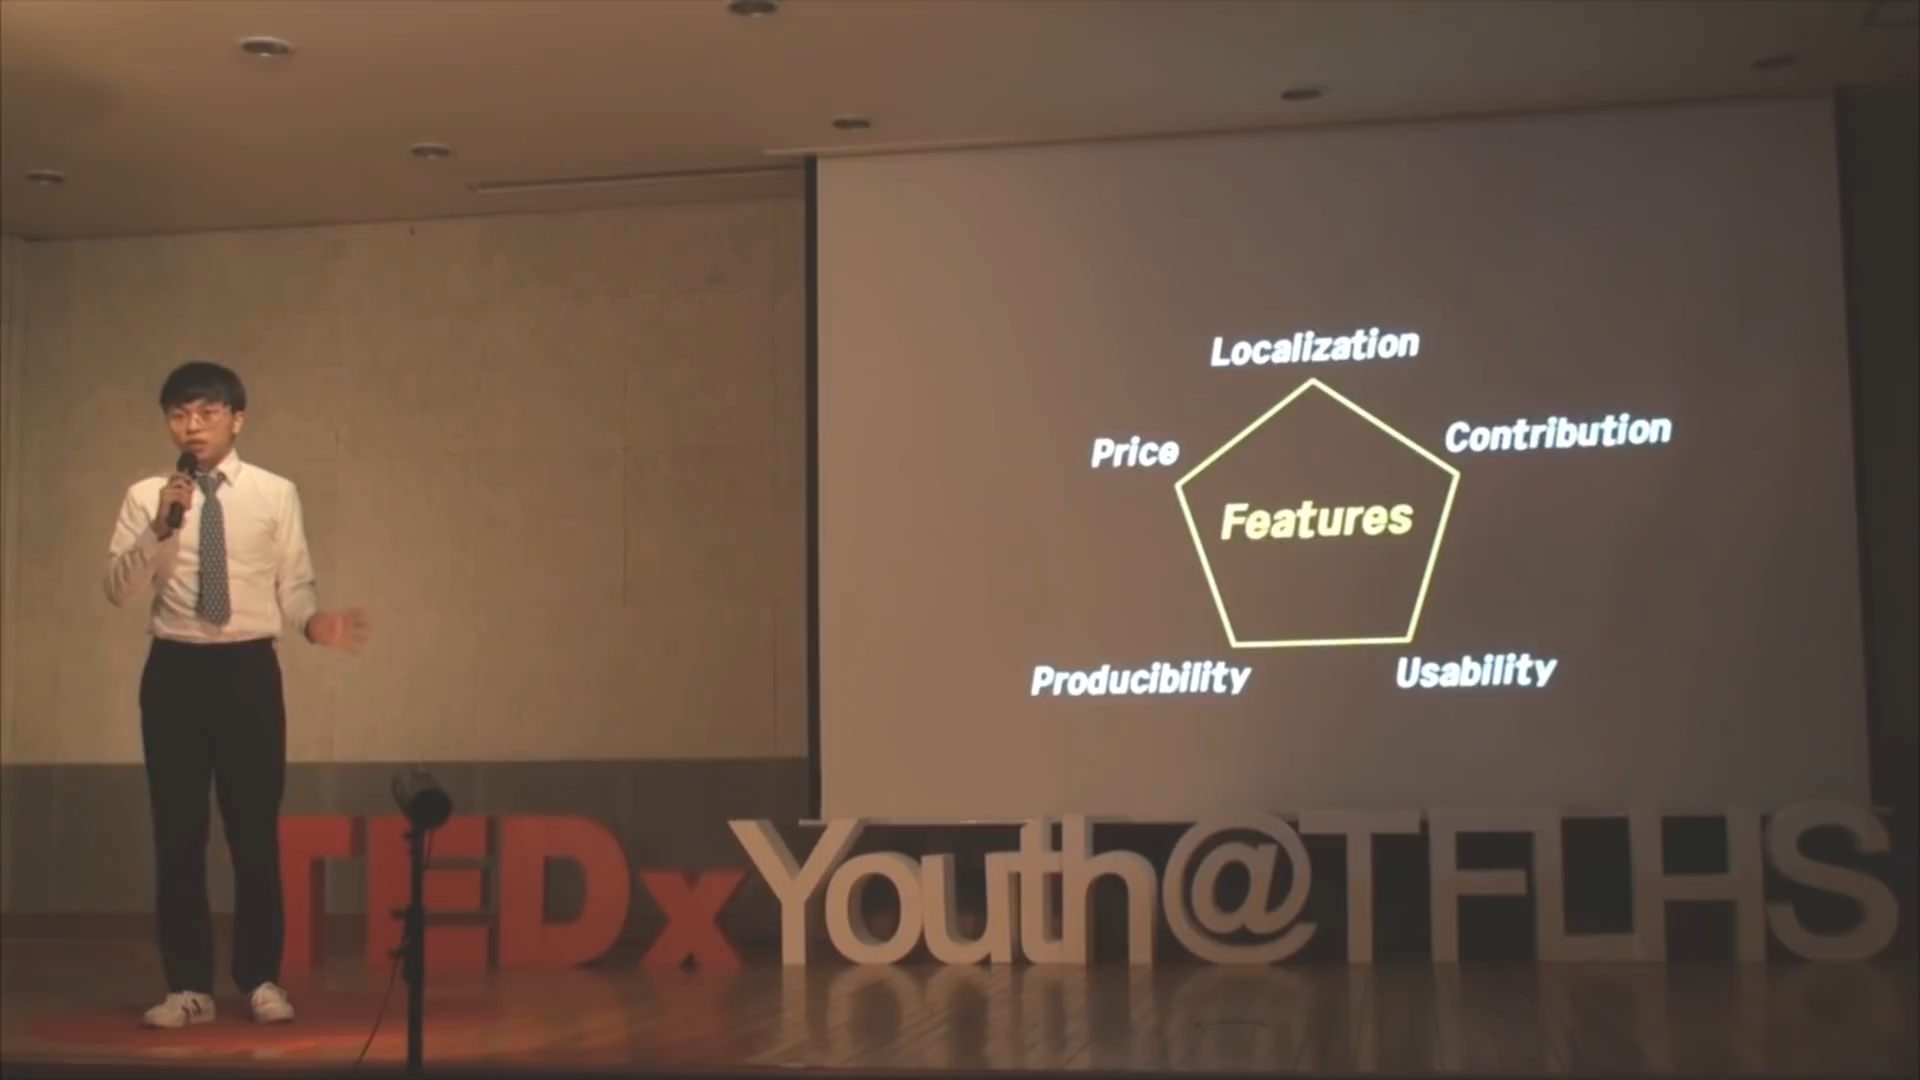 Localization
Price
Contribution
Features
Producibility
Usability
TEDxYouth@TFLHS